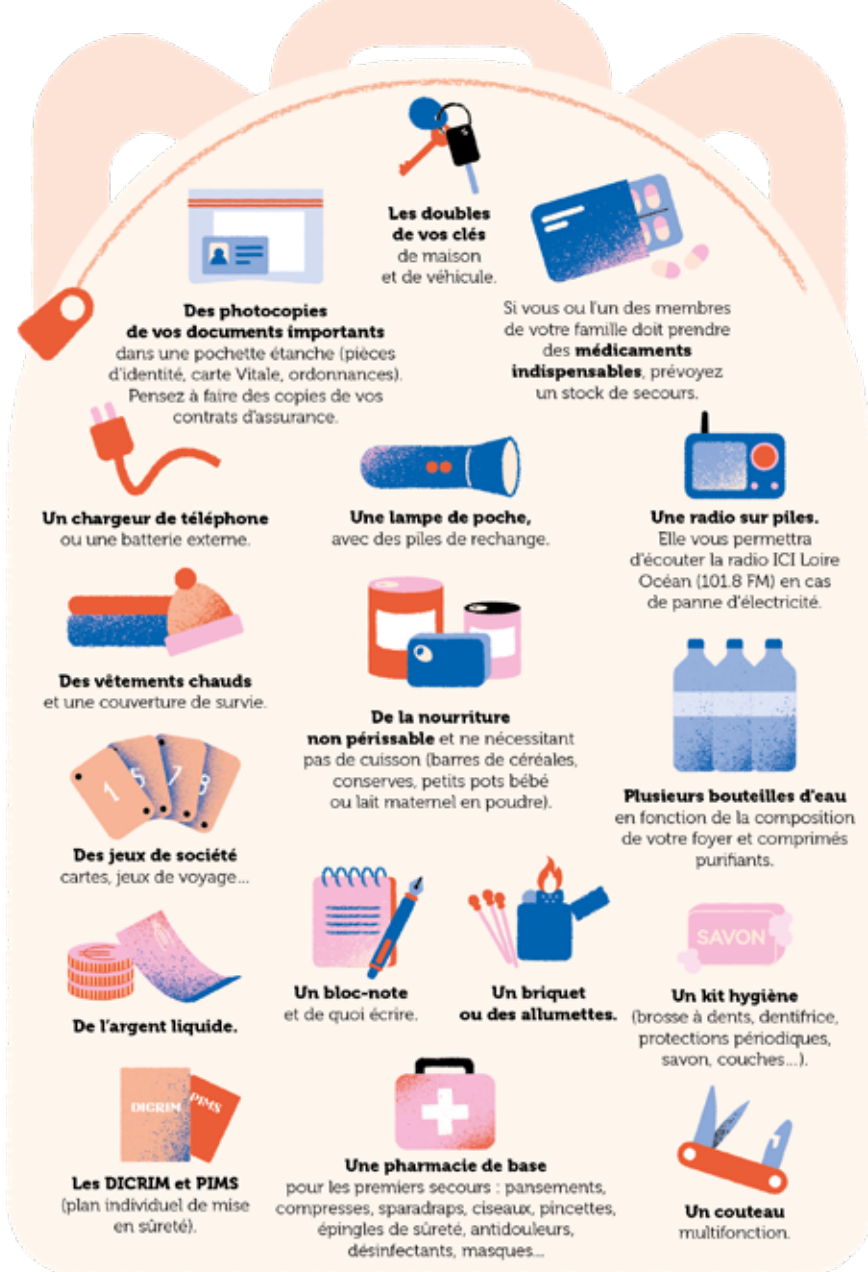 Les doubles
de vos clés
de maison
et de véhicule.
Des photocopies
de vos documents importants
dans une pochette étanche (pièces
d'identité, carte Vitale, ordonnances).
Pensez à faire des copies de vos
contrats d'assurance.
Si vous ou l'un des membres
de votre famille doit prendre
des médicaments
indispensables, prévoyez
un stock de secours.
Un chargeur de téléphone
ou une batterie externe.
Une lampe de poche,
avec des piles de rechange.
Une radio sur piles.
Elle vous permettra
d'écouter la radio ICI Loire
Océan (101.8 FM) en cas
de panne d'électricité.
Des vêtements chauds
et une couverture de survie.
De la nourriture
non périssable et ne nécessitant
pas de cuisson (barres de céréales,
conserves, petits pots bébé
ou lait maternel en poudre).
Plusieurs bouteilles d'eau
en fonction de la composition
de votre foyer et comprimés
purifiants.
1 5 7 8
Des jeux de société
cartes, jeux de voyage...
De l'argent liquide.
Un bloc-note
et de quoi écrire.
Un briquet
ou des allumettes.
SAVON
Un kit hygiène
(brosse à dents, dentifrice,
protections périodiques,
savon, couches...).
DICRIM
PIMS
Les DICRIM et PIMS
(plan individuel de mise
en sûreté).
Une pharmacie de base
pour les premiers secours : pansements,
compresses, sparadraps, ciseaux, pincettes,
épingles de sûreté, antidouleurs,
désinfectants, masques...
Un couteau
multifonction.